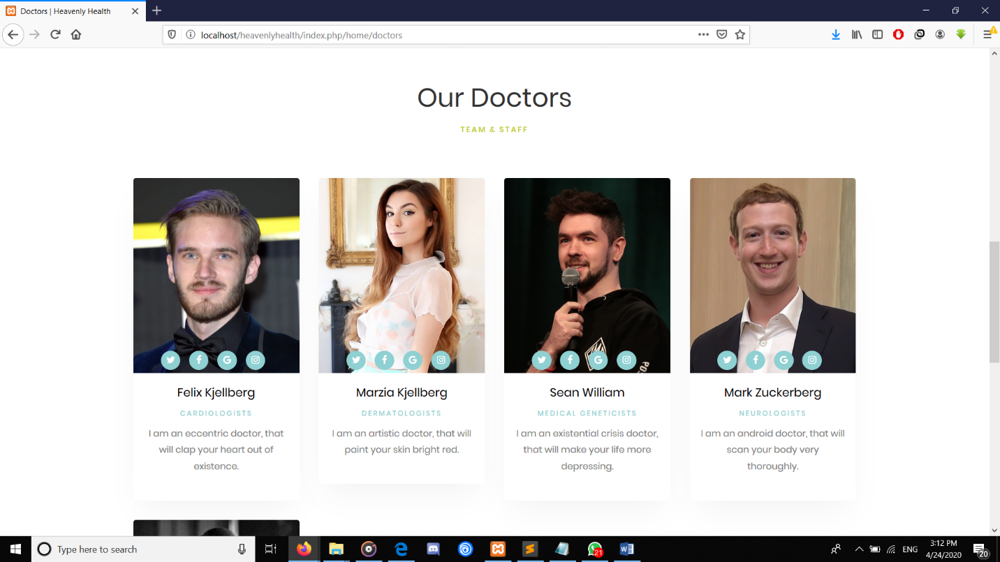 Doctors | Heavenly Health
localhost/heavenlyhealth/index.php/home/doctors
Our Doctors
TEAM & STAFF
Felix Kjellberg
CARDIOLOGISTS
I am an eccentric doctor, that
will clap your heart out of
existence.
Marzia Kjellberg
DERMATOLOGISTS
I am an artistic doctor, that will
paint your skin bright red.
Sean William
MEDICAL GENETICISTS
I am an existential crisis doctor,
that will make your life more
depressing.
Mark Zuckerberg
NEUROLOGISTS
I am an android doctor, that will
scan your body very
thoroughly.
Type here to search
21
ENG
3:12 PM
4/24/2020
20